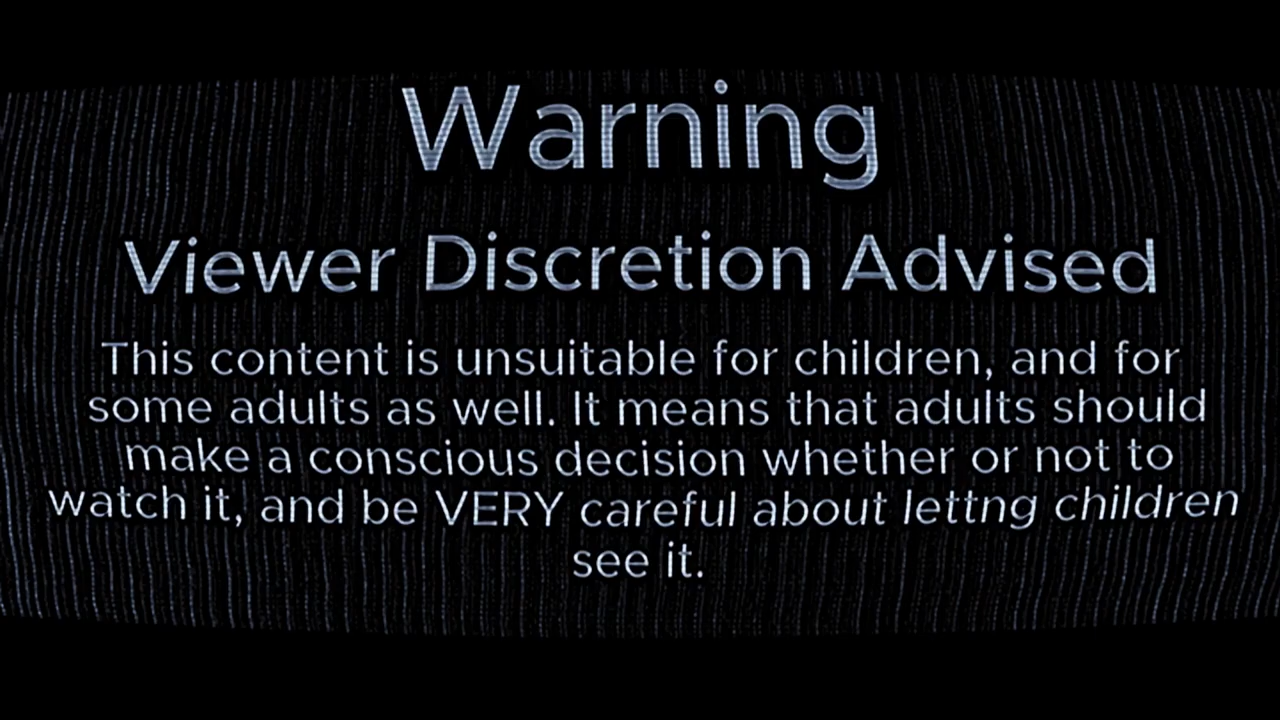 Warning
Viewer Discretion Advised
This content is unsuitable for children, and for
some adults as well. It means that adults should
make a conscious decision whether or not to
watch it, and be VERY careful about lettng children
see it.